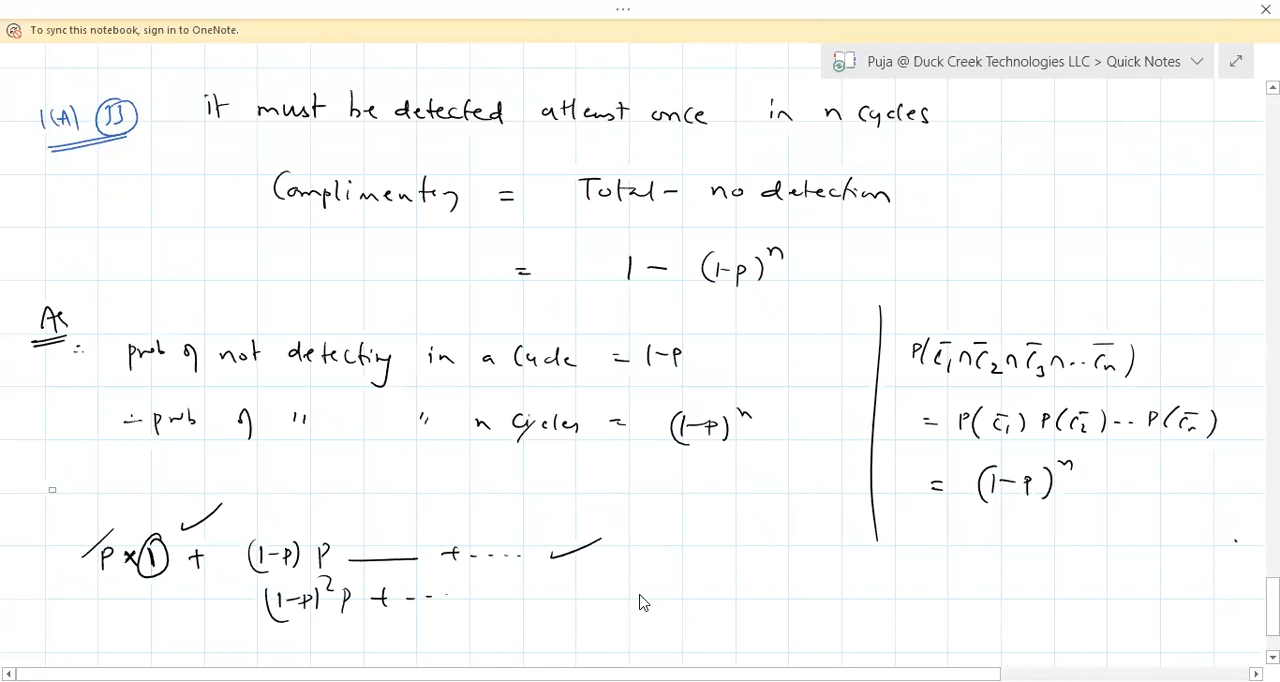 ...
To sync this notebook, sign in to OneNote.
Puja @ Duck Creek Technologies LLC > Quick Notes
1(A) II it must be detected atleast once in n cycles
Complimentry = Total - no detection
= 1 - (1-p)^n
As
∴ prob of not detecting in a cycle = 1-p
∴ prob of " " n cycles = (1-p)^n
P(C̄₁ ∩ C̄₂ ∩ C̄₃ ∩ ... C̄ₙ)
= P(C̄₁) P(C̄₂) -- P(C̄ₙ)
= (1-p)^n
p × 1 + (1-p) p —— + ----
(1-p)² p + ---